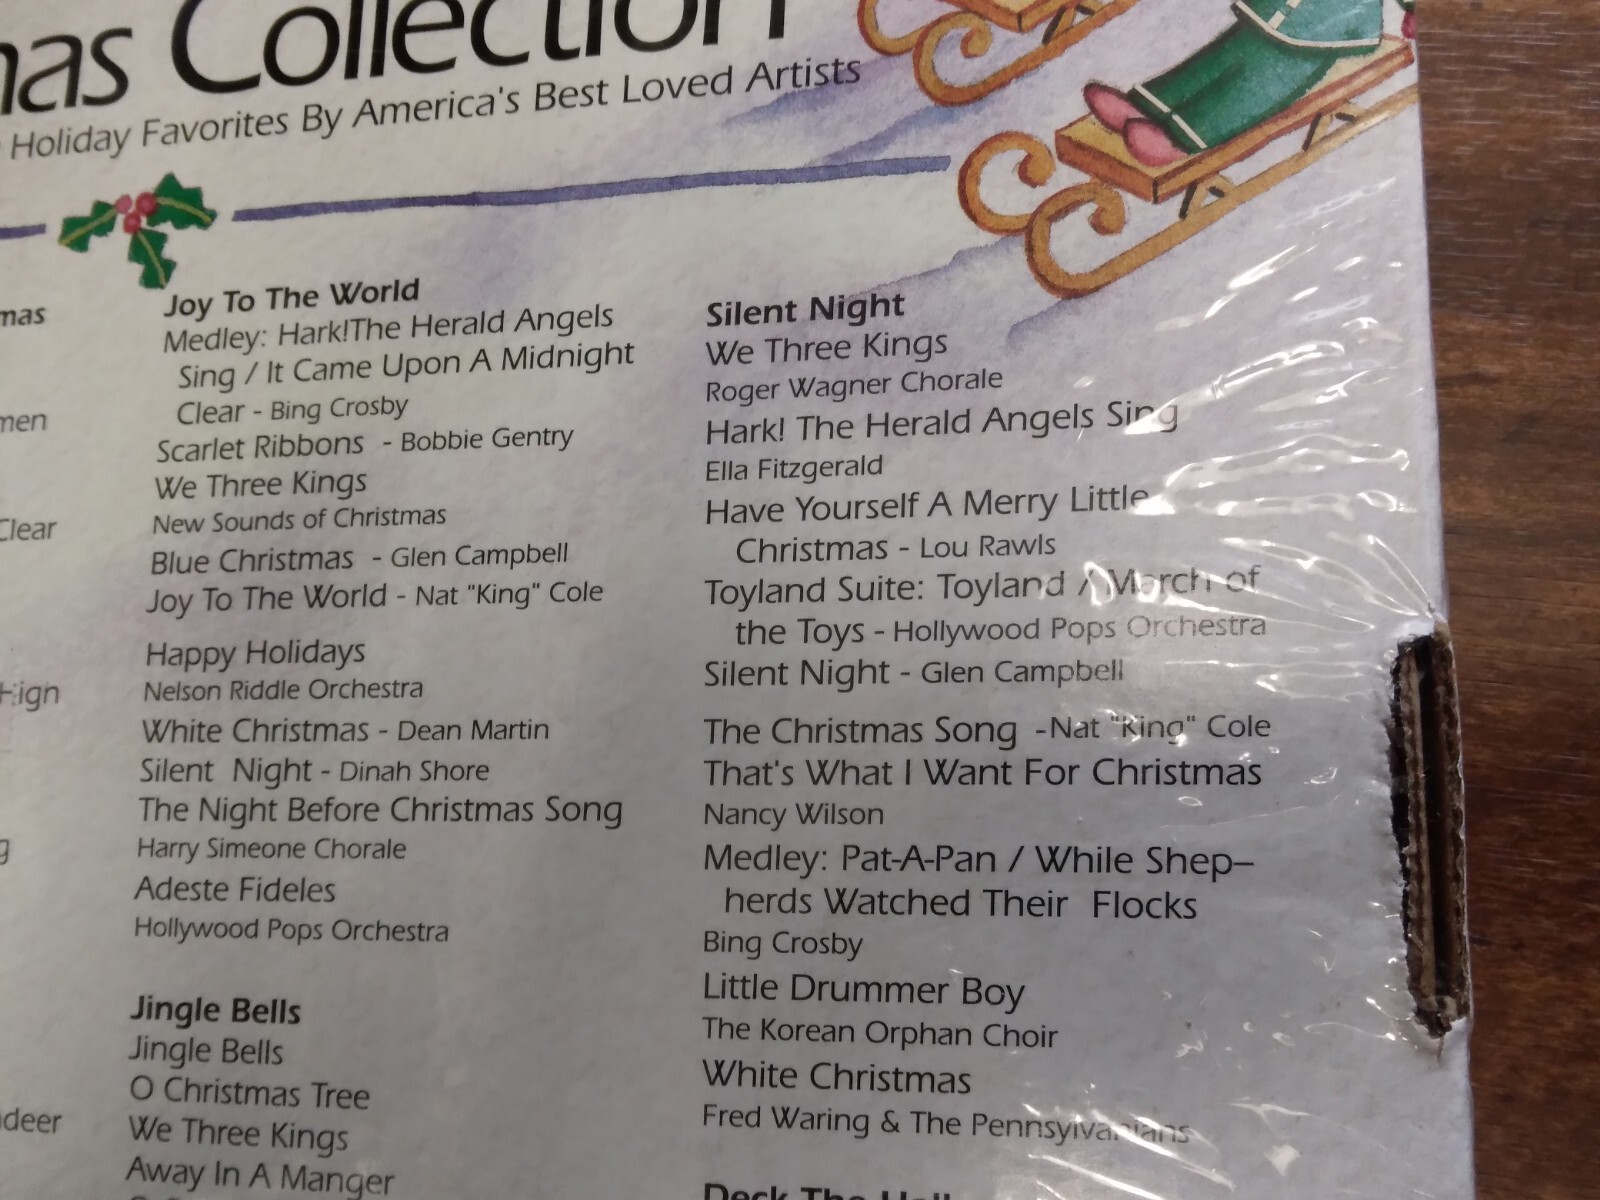 Collection
Holiday Favorites By America's Best Loved Artists
men
Clear
deer
Joy To The World
Medley: Hark!The Herald Angels
Sing / It Came Upon A Midnight
Clear - Bing Crosby
Scarlet Ribbons - Bobbie Gentry
We Three Kings
New Sounds of Christmas
Blue Christmas - Glen Campbell
Joy To The World - Nat "King" Cole
Happy Holidays
Nelson Riddle Orchestra
White Christmas - Dean Martin
Silent Night - Dinah Shore
The Night Before Christmas Song
Harry Simeone Chorale
Adeste Fideles
Hollywood Pops Orchestra
Jingle Bells
Jingle Bells
O Christmas Tree
We Three Kings
Away In A Manger
Silent Night
We Three Kings
Roger Wagner Chorale
Hark! The Herald Angels Sing
Ella Fitzgerald
Have Yourself A Merry Little
Christmas - Lou Rawls
Toyland Suite: Toyland / March of
the Toys - Hollywood Pops Orchestra
Silent Night - Glen Campbell
The Christmas Song -Nat "King" Cole
That's What I Want For Christmas
Nancy Wilson
Medley: Pat-A-Pan / While Shep–
herds Watched Their Flocks
Bing Crosby
Little Drummer Boy
The Korean Orphan Choir
White Christmas
Fred Waring & The Pennsylvanians
Deck The